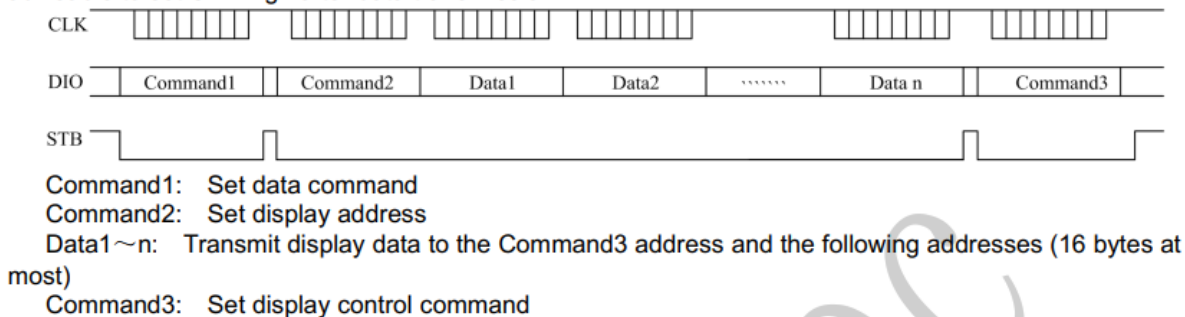 CLK
DIO Command1 Command2 Data1 Data2 ······· Data n Command3
STB
Command1: Set data command
Command2: Set display address
Data1～n: Transmit display data to the Command3 address and the following addresses (16 bytes at
most)
Command3: Set display control command